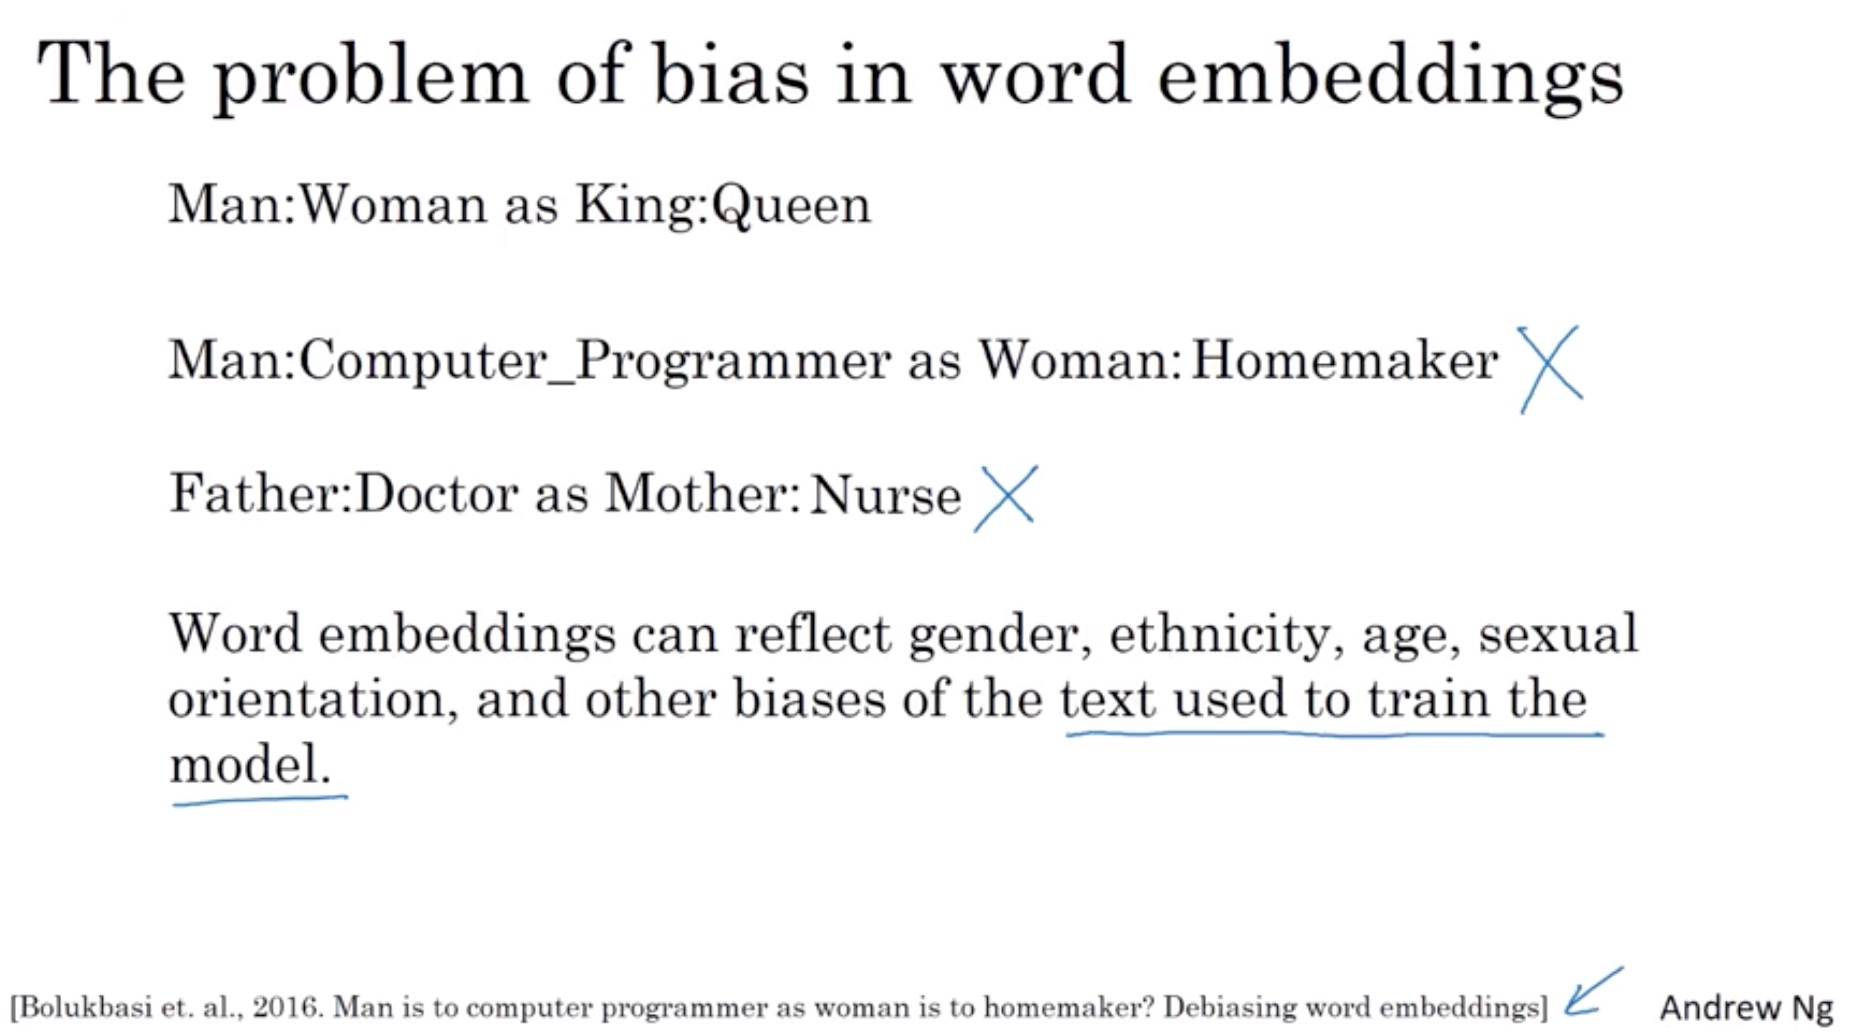 The problem of bias in word embeddings
Man:Woman as King:Queen
Man:Computer_Programmer as Woman:Homemaker
Father:Doctor as Mother:Nurse
Word embeddings can reflect gender, ethnicity, age, sexual
orientation, and other biases of the text used to train the
model.
[Bolukbasi et. al., 2016. Man is to computer programmer as woman is to homemaker? Debiasing word embeddings]
Andrew Ng